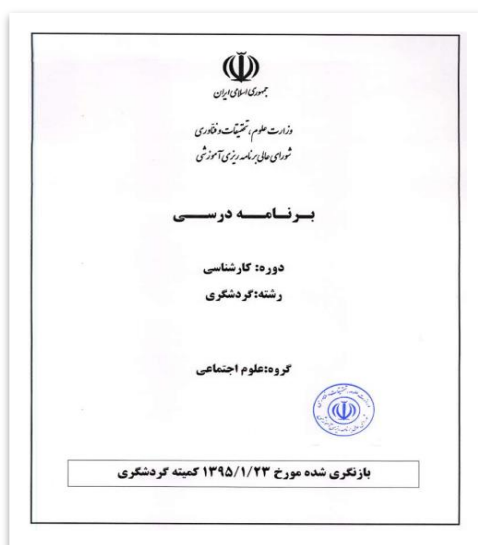 جمهوری اسلامی ایران
وزارت علوم، تحقیقات و فناوری
شورای عالی برنامه ریزی آموزشی
برنامه درسی
دوره: کارشناسی
رشته:گردشگری
گروه:علوم اجتماعی
بازنگری شده مورخ ۱۳۹۵/۱/۲۳ کمیته گردشگری